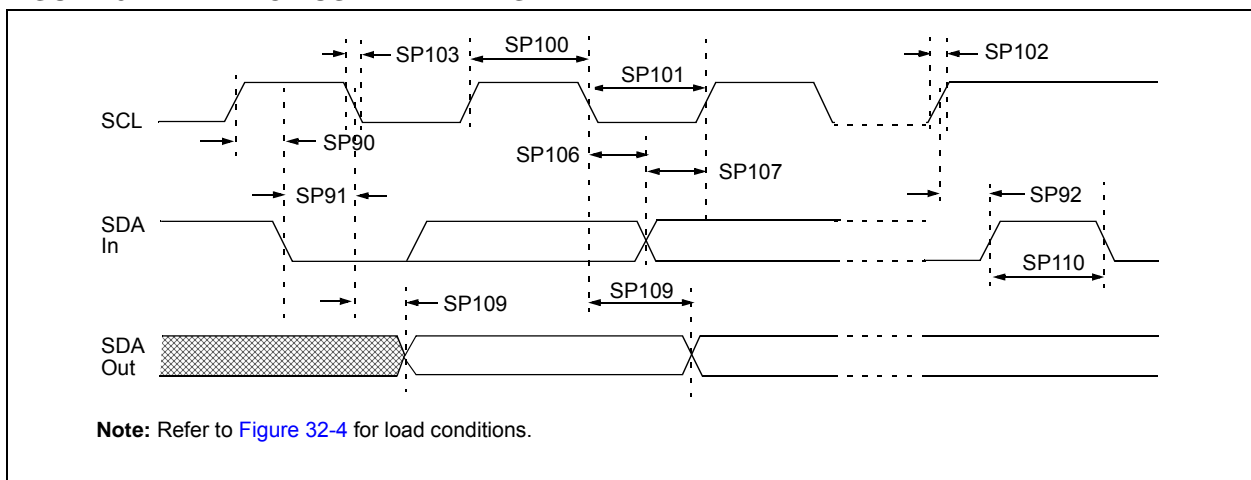 SP103
SP100
SP101
SP102
SCL
SP90
SP106
SP107
SP91
SP92
SDA
In
SP110
SP109
SP109
SDA
Out
Note: Refer to Figure 32-4 for load conditions.